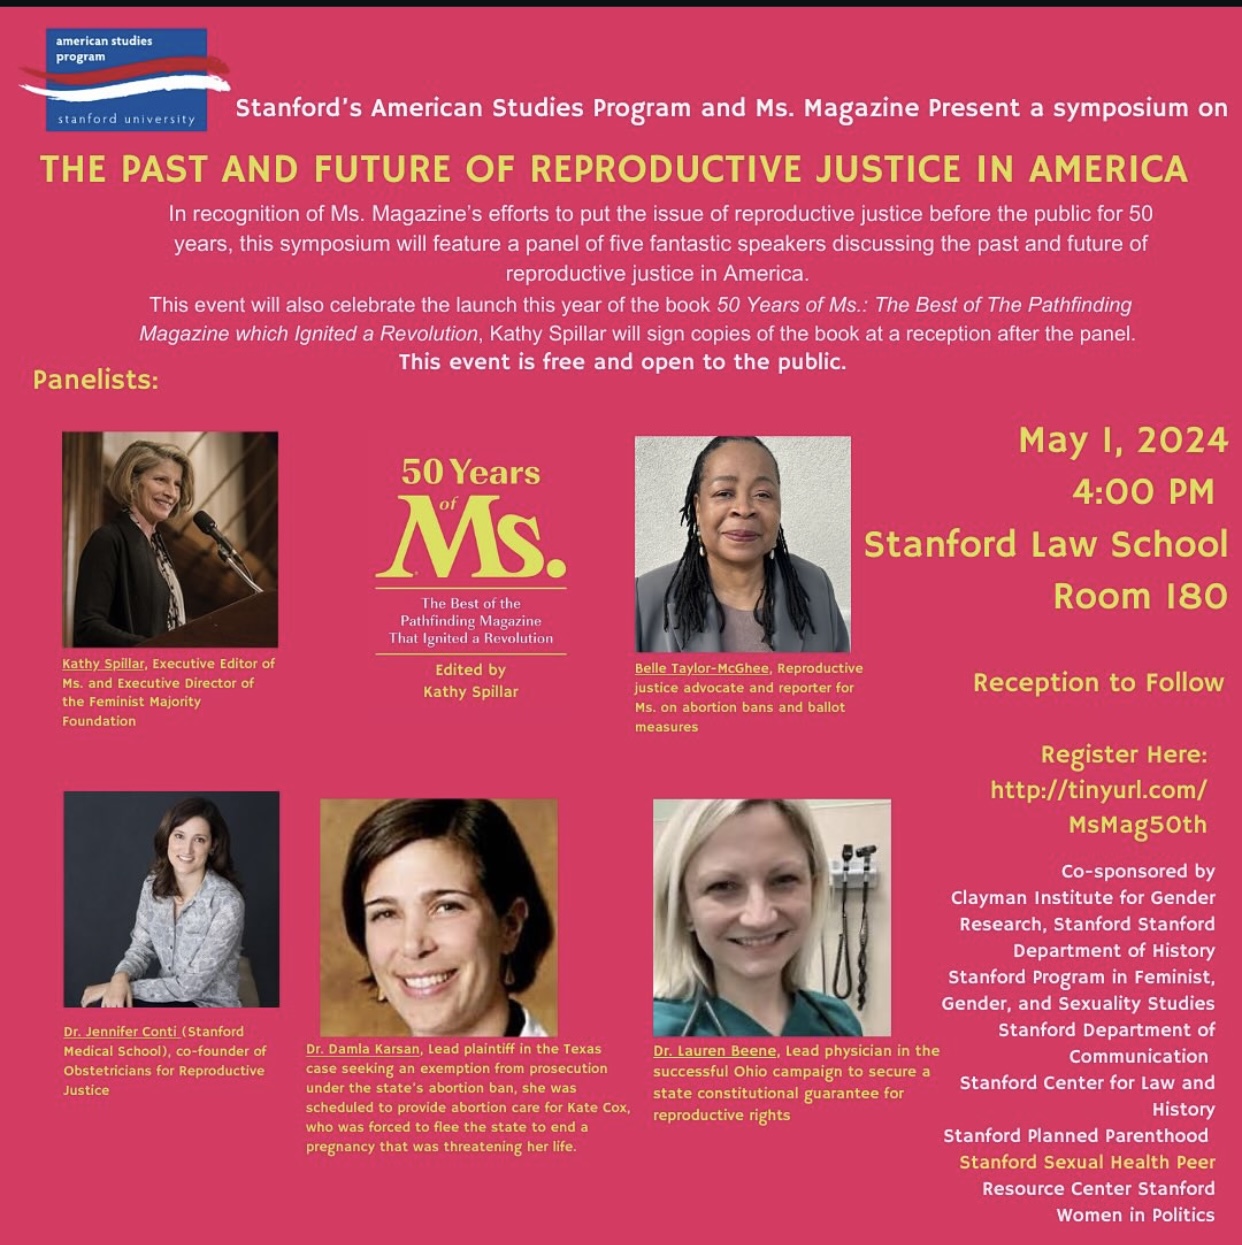 american studies
program
stanford university
Stanford's American Studies Program and Ms. Magazine Present a symposium on
THE PAST AND FUTURE OF REPRODUCTIVE JUSTICE IN AMERICA
In recognition of Ms. Magazine's efforts to put the issue of reproductive justice before the public for 50
years, this symposium will feature a panel of five fantastic speakers discussing the past and future of
reproductive justice in America.
This event will also celebrate the launch this year of the book 50 Years of Ms.: The Best of The Pathfinding
Magazine which Ignited a Revolution, Kathy Spillar will sign copies of the book at a reception after the panel.
This event is free and open to the public.
Panelists:
Kathy Spillar, Executive Editor of
Ms. and Executive Director of
the Feminist Majority
Foundation
50 Years
of
Ms.
The Best of the
Pathfinding Magazine
That Ignited a Revolution
Edited by
Kathy Spillar
Belle Taylor-McGhee, Reproductive
justice advocate and reporter for
Ms. on abortion bans and ballot
measures
May 1, 2024
4:00 PM
Stanford Law School
Room 180
Reception to Follow
Register Here:
http://tinyurl.com/
MsMag50th
Dr. Jennifer Conti (Stanford
Medical School), co-founder of
Obstetricians for Reproductive
Justice
Dr. Damla Karsan, Lead plaintiff in the Texas
case seeking an exemption from prosecution
under the state's abortion ban, she was
scheduled to provide abortion care for Kate Cox,
who was forced to flee the state to end a
pregnancy that was threatening her life.
Dr. Lauren Beene, Lead physician in the
successful Ohio campaign to secure a
state constitutional guarantee for
reproductive rights
Co-sponsored by
Clayman Institute for Gender
Research, Stanford Stanford
Department of History
Stanford Program in Feminist,
Gender, and Sexuality Studies
Stanford Department of
Communication
Stanford Center for Law and
History
Stanford Planned Parenthood
Stanford Sexual Health Peer
Resource Center Stanford
Women in Politics